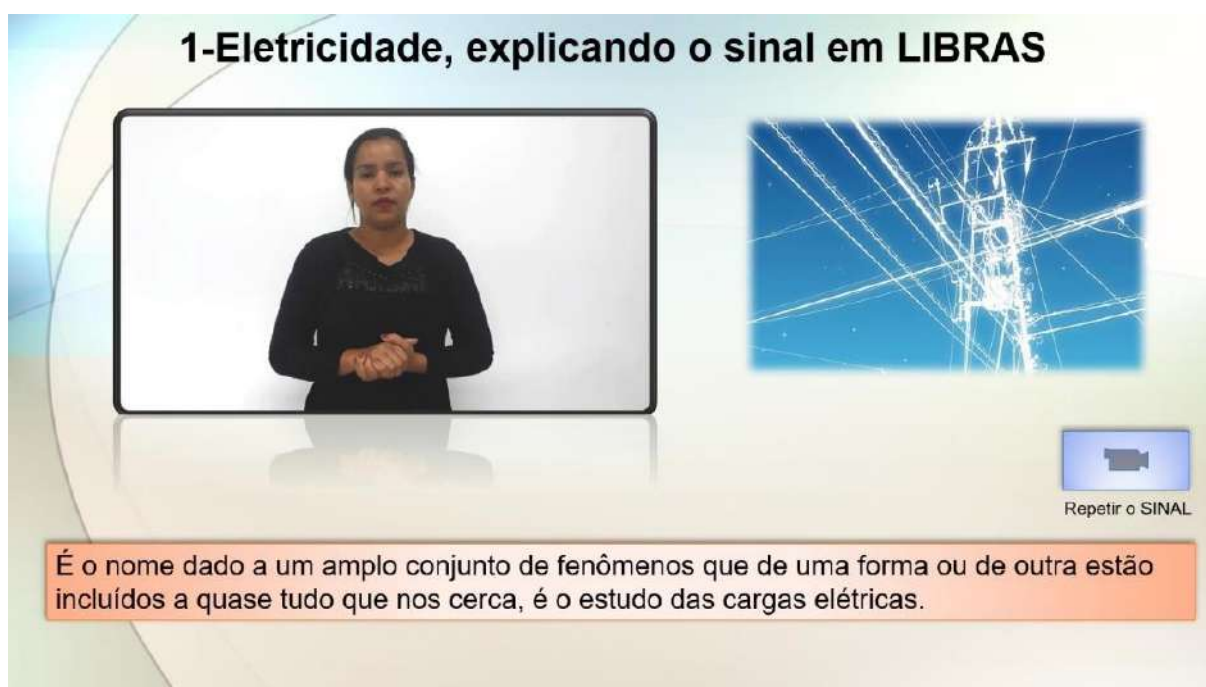 1-Eletricidade, explicando o sinal em LIBRAS
Repetir o SINAL
É o nome dado a um amplo conjunto de fenômenos que de uma forma ou de outra estão
incluídos a quase tudo que nos cerca, é o estudo das cargas elétricas.